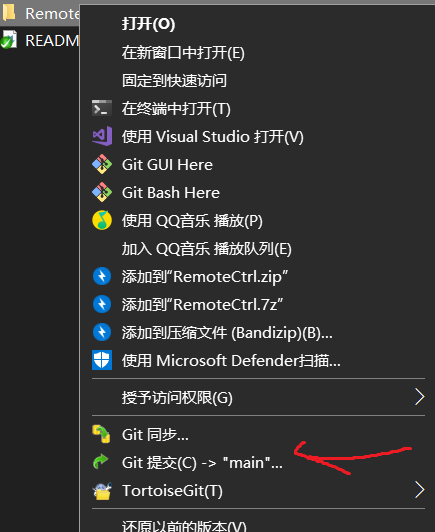 Remote
打开(O)
READM
在新窗口中打开(E)
固定到快速访问
在终端中打开(T)
使用 Visual Studio 打开(V)
Git GUI Here
Git Bash Here
使用 QQ音乐 播放(P)
加入 QQ音乐 播放队列(E)
添加到"RemoteCtrl.zip"
添加到"RemoteCtrl.7z"
添加到压缩文件 (Bandizip)(B)...
使用 Microsoft Defender扫描...
授予访问权限(G)
Git 同步...
Git 提交(C) -> "main"...
TortoiseGit(T)
还原以前的版本(V)